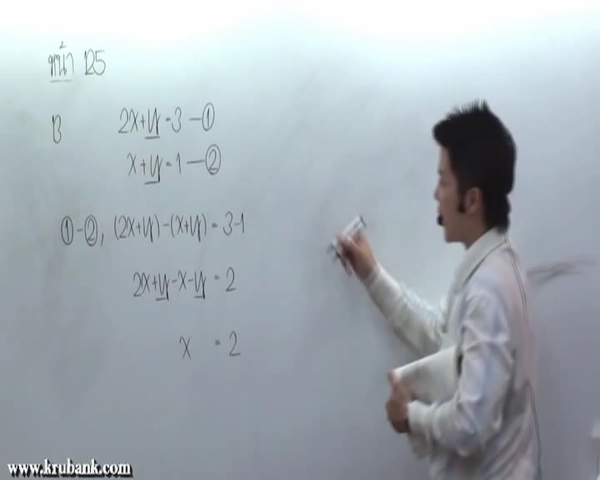 หน้า 125
13 2x+y=3—①
x+y=1—②
①-②, (2x+y)-(x+y)=3-1
2x+y-x-y=2
x =2
www.krubank.com